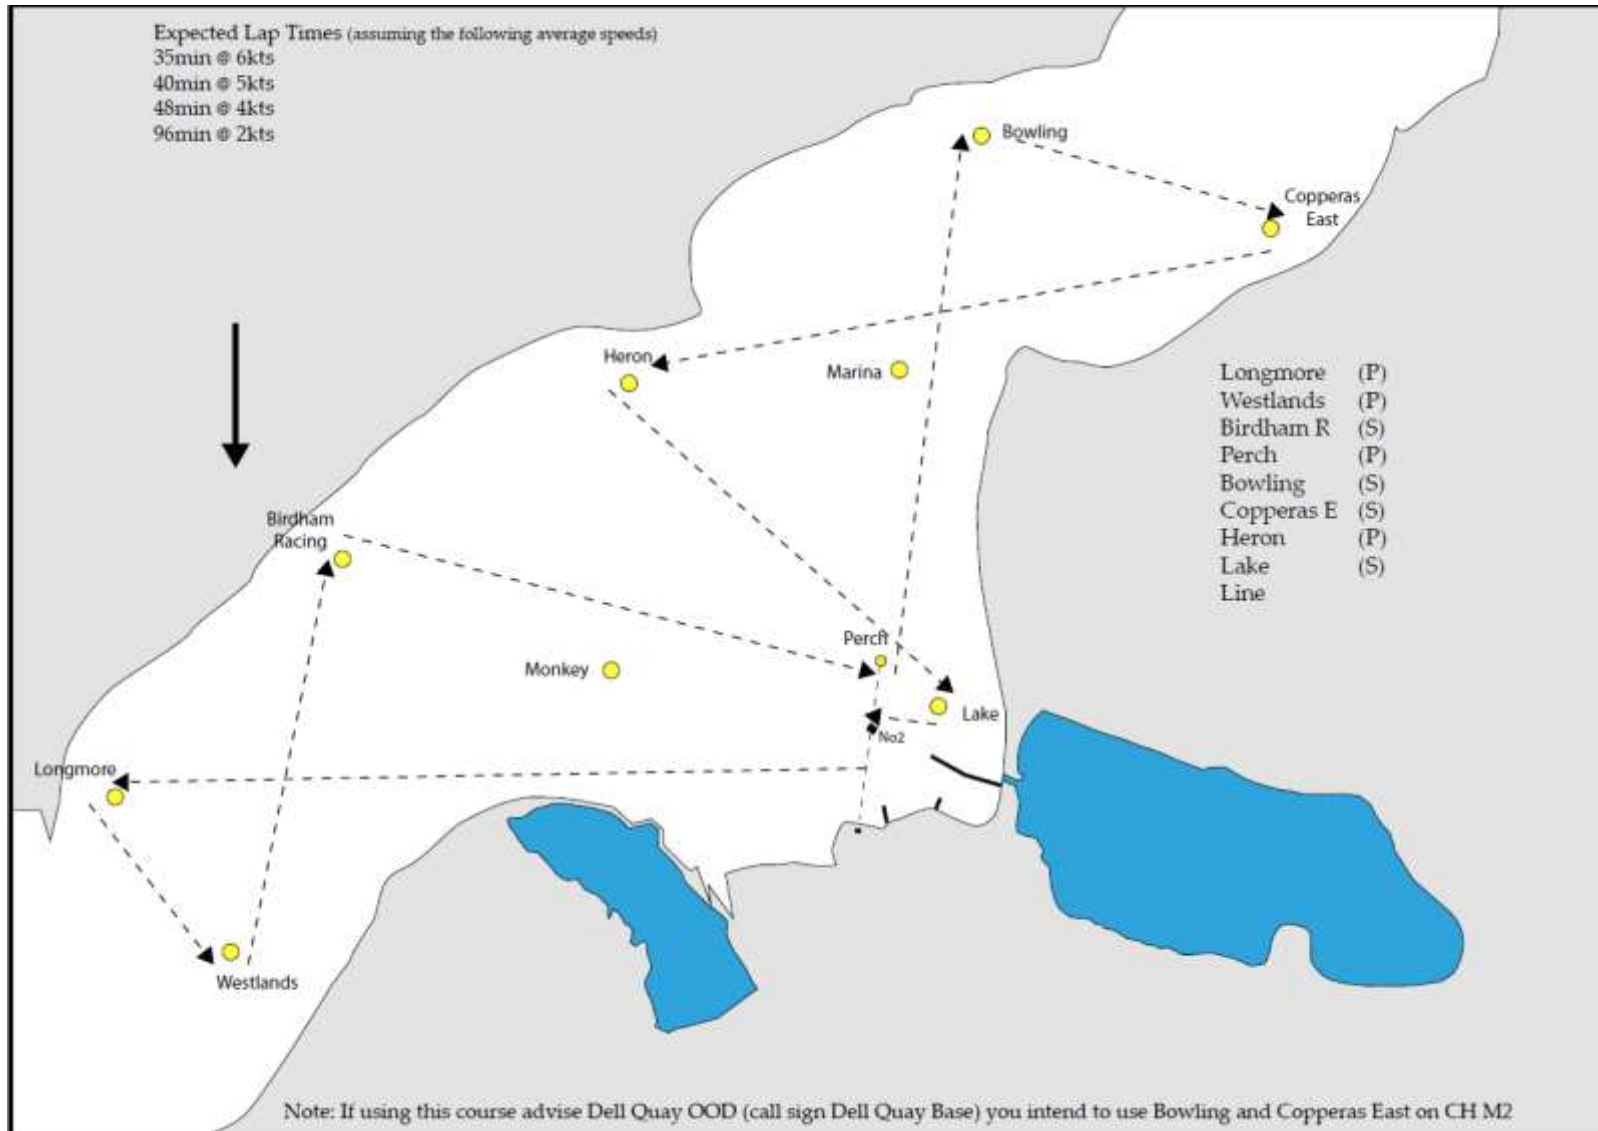 Expected Lap Times (assuming the following average speeds)
35min @ 6kts
40min @ 5kts
48min @ 4kts
96min @ 2kts
Bowling
Copperas
East
Heron
Marina
Longmore (P)
Westlands (P)
Birdham R (S)
Perch (P)
Bowling (S)
Copperas E (S)
Heron (P)
Lake (S)
Line
Birdham
Racing
Perch
Monkey
Lake
No2
Longmore
Westlands
Note: If using this course advise Dell Quay OOD (call sign Dell Quay Base) you intend to use Bowling and Copperas East on CH M2